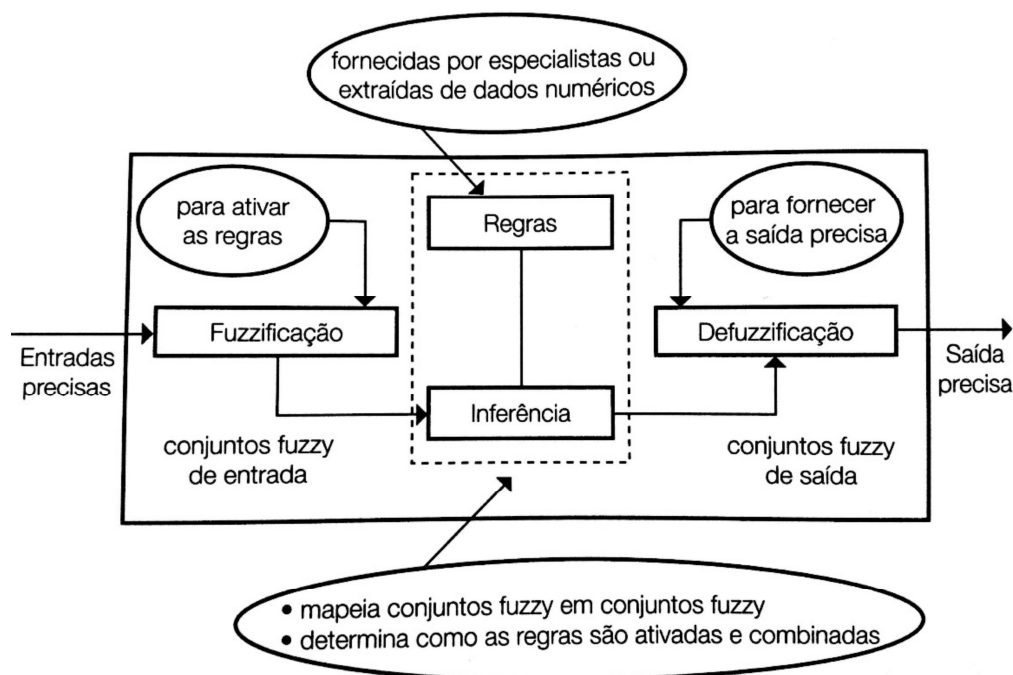 fornecidas por especialistas ou
extraídas de dados numéricos
para ativar
as regras
Regras
para fornecer
a saída precisa
Fuzzificação
Defuzzificação
Entradas
precisas
Saída
precisa
Inferência
conjuntos fuzzy
de entrada
conjuntos fuzzy
de saída
• mapeia conjuntos fuzzy em conjuntos fuzzy
• determina como as regras são ativadas e combinadas